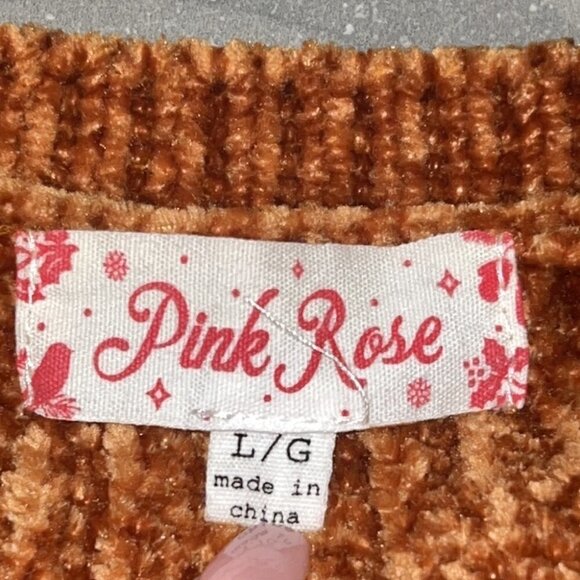 Pink Rose
L/G
made in
china